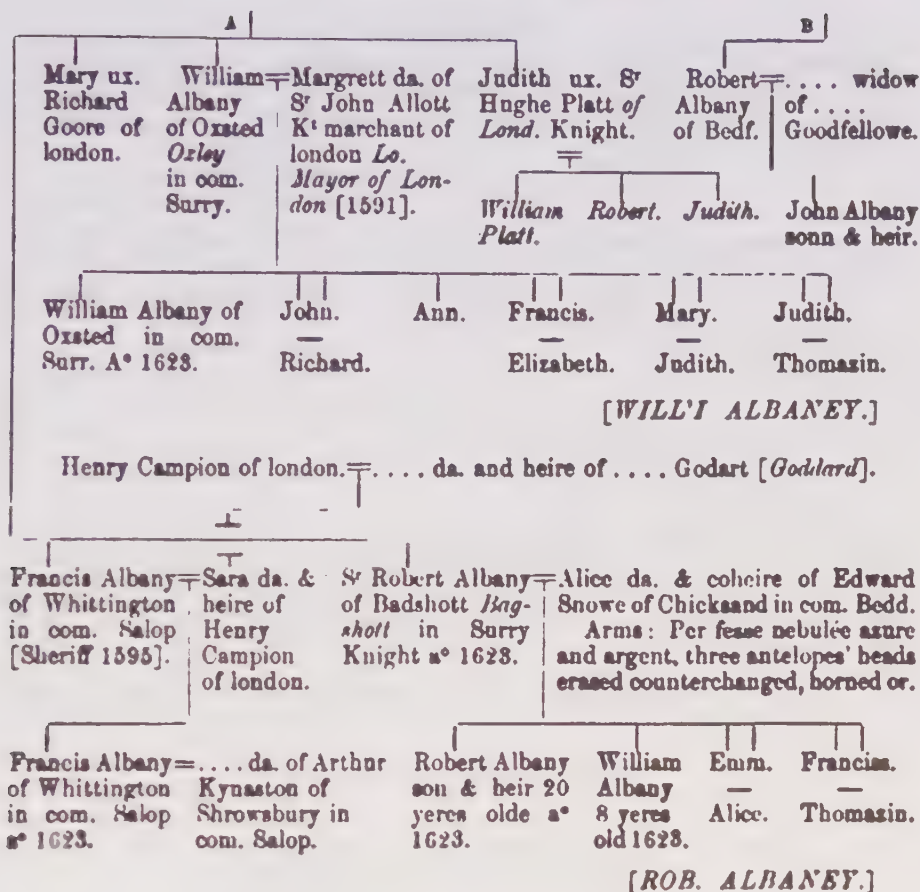 A B
Mary ux.
Richard
Goore of
london.
William
Albany
of Oxsted
Oxley
in com.
Surry.
Margrett da. of
Sr John Allott
Kt marchant of
london Lo.
Mayor of Lon-
don [1591].
Judith ux. Sr
Hughe Platt of
Lond. Knight.
Robert
Albany
of Bedf.
.... widow
of ....
Goodfellowe.
William
Platt.
Robert.
Judith.
John Albany
sonn & heir.
William Albany of
Oxsted in com.
Surr. Ao 1623.
John.
—
Richard.
Ann.
Francis.
—
Elizabeth.
Mary.
—
Judith.
Judith.
—
Thomasin.
[WILL'I ALBANEY.]
Henry Campion of london. = .... da. and heire of .... Godart [Goddard].
Francis Albany
of Whittington
in com. Salop
[Sheriff 1595].
Sara da. &
heire of
Henry
Campion
of london.
Sr Robert Albany
of Badshott Bag-
shott in Surry
Knight ao 1623.
Alice da. & coheire of Edward
Snowe of Chicksand in com. Bedd.
Arms: Per fesse nebulée azure
and argent, three antelopes' heads
erased counterchanged, horned or.
Francis Albany
of Whittington
in com. Salop
ao 1623.
.... da. of Arthur
Kynaston of
Shrowsbury in
com. Salop.
Robert Albany
son & heir 20
yeres olde ao
1623.
William
Albany
8 yeres
old 1623.
Emm.
—
Alice.
Francies.
—
Thomasin.
[ROB. ALBANEY.]